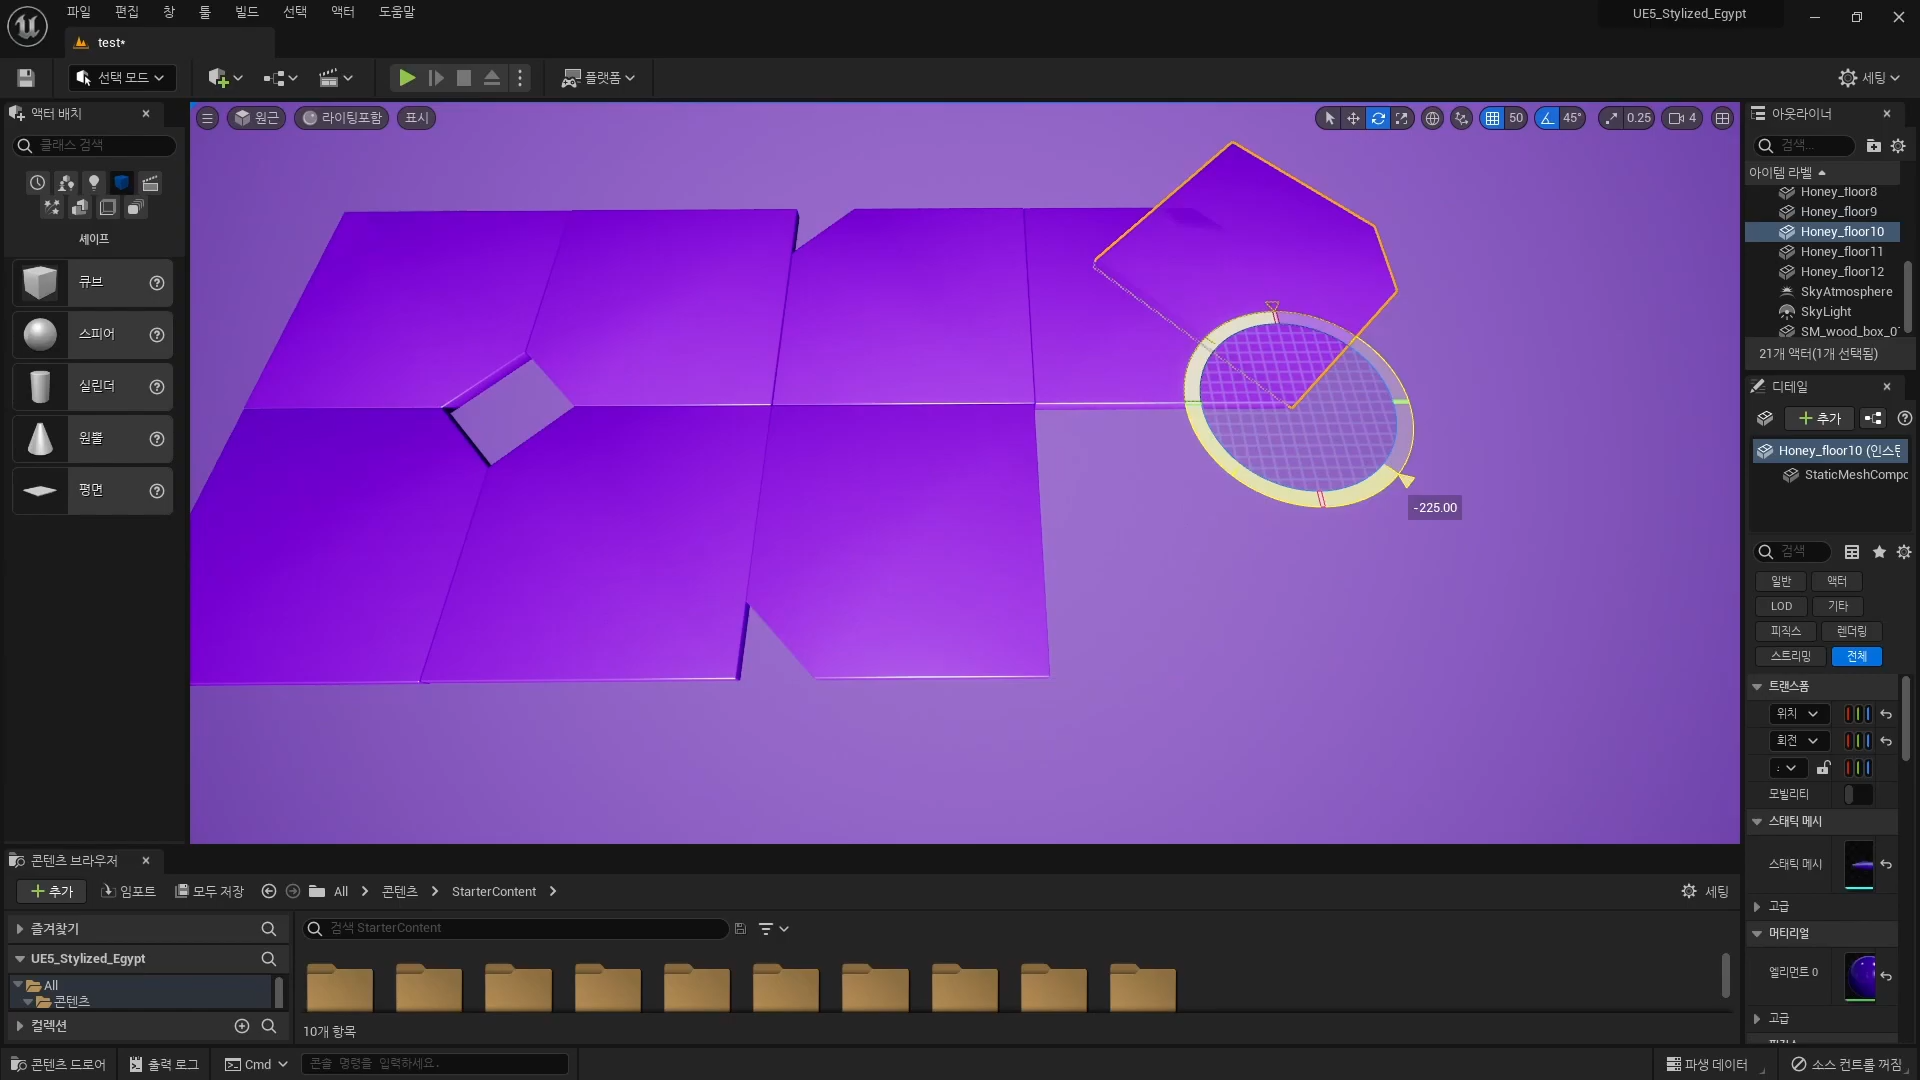 파일 편집 창 툴 빌드 선택 액터 도움말
UE5_Stylized_Egypt
test*
선택 모드
플랫폼
세팅
액터 배치
클래스 검색
셰이프
큐브
스피어
실린더
원뿔
평면
원근
라이팅포함
표시
50
45°
0.25
4
-225.00
아웃라이너
검색...
아이템 라벨
Honey_floor8
Honey_floor9
Honey_floor10
Honey_floor11
Honey_floor12
SkyAtmosphere
SkyLight
SM_wood_box_0
21개 액터(1개 선택됨)
디테일
추가
Honey_floor10 (인스턴
StaticMeshCompo
검색
일반 액터
LOD 기타
피직스 렌더링
스트리밍 전체
트랜스폼
위치
회전
모빌리티
스태틱 메시
스태틱 메시
고급
머티리얼
엘리먼트 0
고급
콘텐츠 브라우저
추가 임포트 모두 저장 All 콘텐츠 StarterContent
세팅
즐겨찾기
UE5_Stylized_Egypt
All
콘텐츠
컬렉션
검색 StarterContent
10개 항목
콘텐츠 드로어 출력 로그 Cmd 콘솔 명령을 입력하세요.
파생 데이터 소스 컨트롤 꺼짐